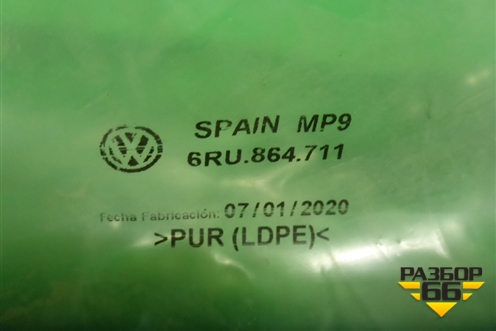 SPAIN MP9
6RU.864.711
Fecha Fabricación: 07/01/2020
>PUR (LDPE)<
РАЗБОР
66